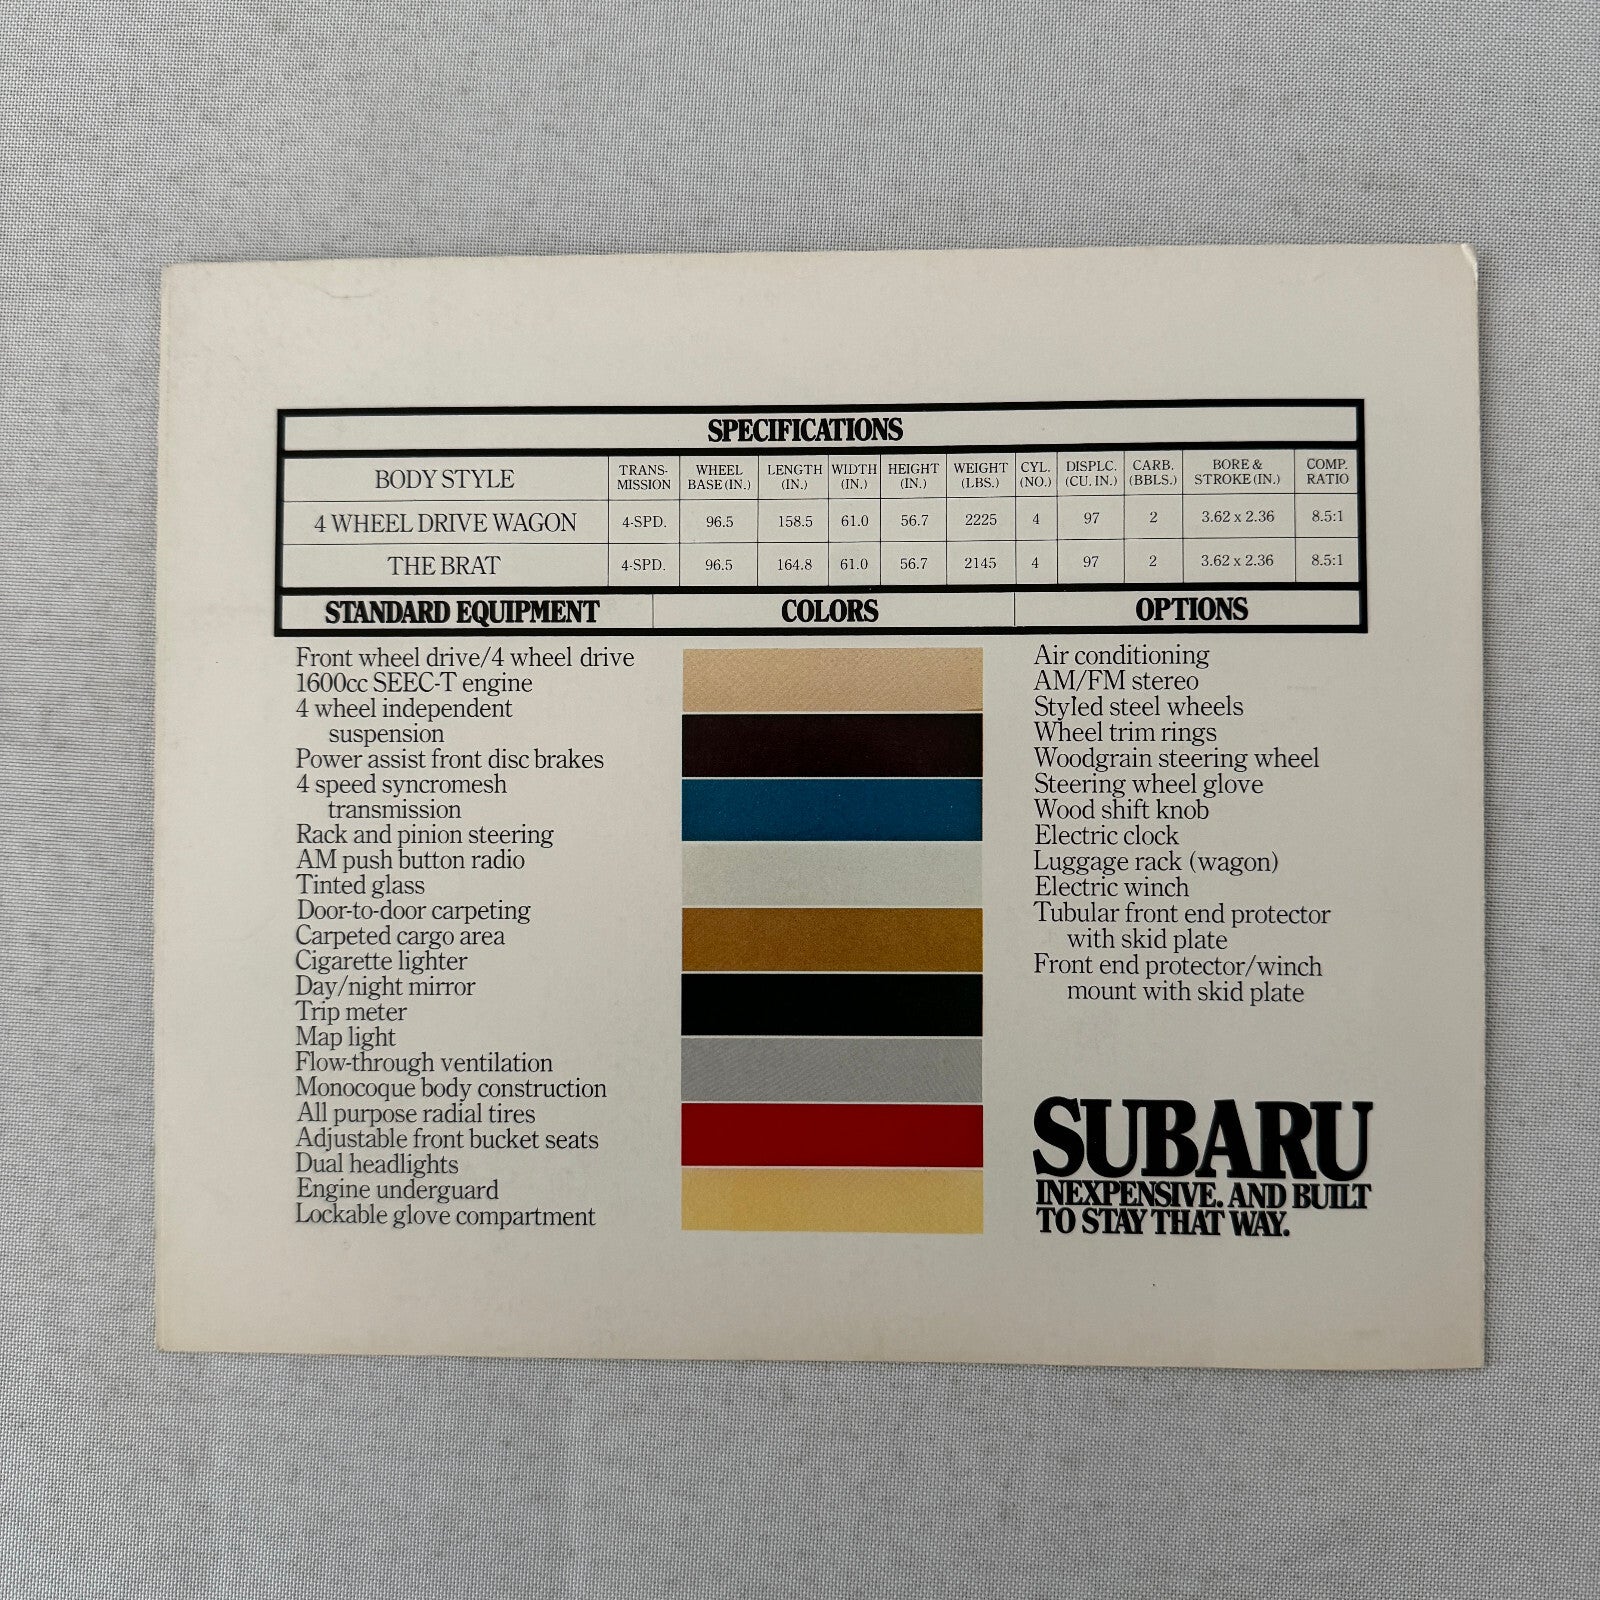 SPECIFICATIONS
BODY STYLE TRANS-MISSION WHEEL BASE (IN.) LENGTH (IN.) WIDTH (IN.) HEIGHT (IN.) WEIGHT (LBS.) CYL. (NO.) DISPLC. (CU. IN.) CARB. (BBLS.) BORE & STROKE (IN.) COMP. RATIO
4 WHEEL DRIVE WAGON 4-SPD. 96.5 158.5 61.0 56.7 2225 4 97 2 3.62 x 2.36 8.5:1
THE BRAT 4-SPD. 96.5 164.8 61.0 56.7 2145 4 97 2 3.62 x 2.36 8.5:1
STANDARD EQUIPMENT COLORS OPTIONS
Front wheel drive/4 wheel drive
1600cc SEEC-T engine
4 wheel independent
suspension
Power assist front disc brakes
4 speed syncromesh
transmission
Rack and pinion steering
AM push button radio
Tinted glass
Door-to-door carpeting
Carpeted cargo area
Cigarette lighter
Day/night mirror
Trip meter
Map light
Flow-through ventilation
Monocoque body construction
All purpose radial tires
Adjustable front bucket seats
Dual headlights
Engine underguard
Lockable glove compartment
Air conditioning
AM/FM stereo
Styled steel wheels
Wheel trim rings
Woodgrain steering wheel
Steering wheel glove
Wood shift knob
Electric clock
Luggage rack (wagon)
Electric winch
Tubular front end protector
with skid plate
Front end protector/winch
mount with skid plate
SUBARU
INEXPENSIVE. AND BUILT
TO STAY THAT WAY.